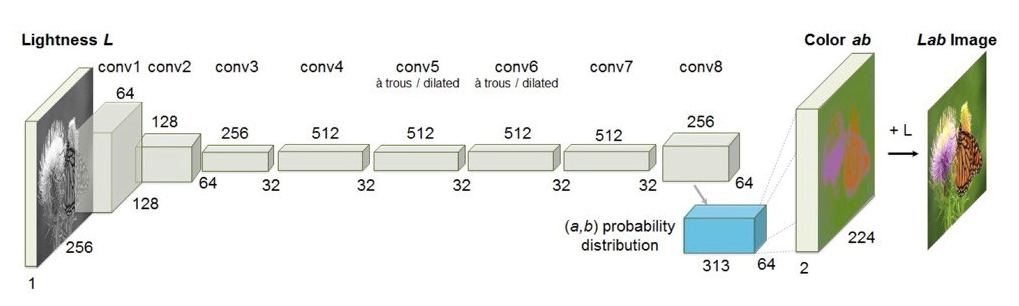 Lightness L
Color ab
Lab Image
conv1
conv2
conv3
conv4
conv5
à trous / dilated
conv6
à trous / dilated
conv7
conv8
64
128
256
512
512
512
512
256
+ L
128
64
32
32
32
32
32
64
256
1
(a,b) probability
distribution
313
64
2
224